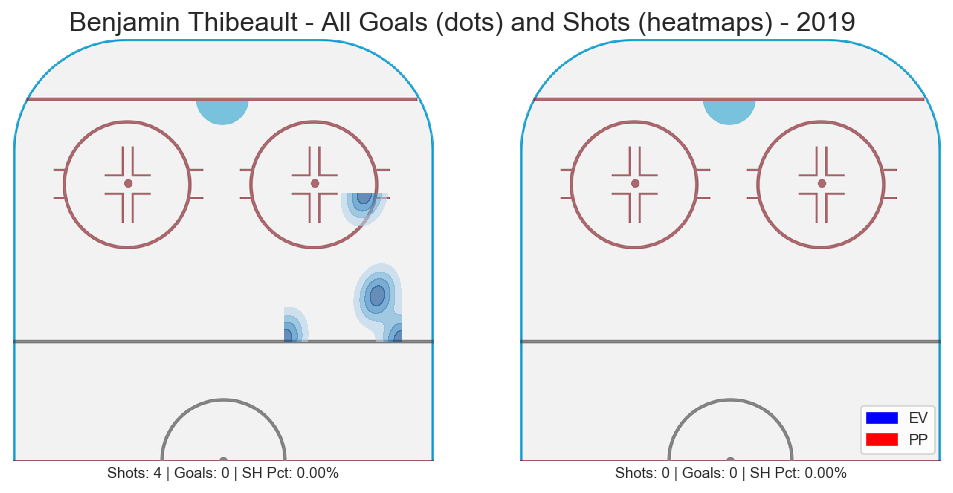 Benjamin Thibeault - All Goals (dots) and Shots (heatmaps) - 2019
EV
PP
Shots: 4 | Goals: 0 | SH Pct: 0.00%
Shots: 0 | Goals: 0 | SH Pct: 0.00%